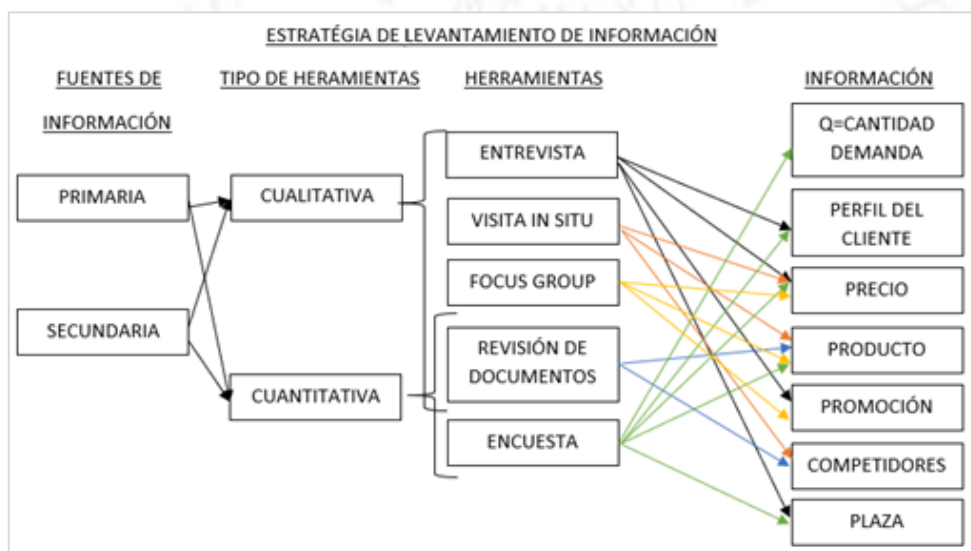 ESTRATÉGIA DE LEVANTAMIENTO DE INFORMACIÓN
FUENTES DE
INFORMACIÓN
TIPO DE HERAMIENTAS
HERRAMIENTAS
INFORMACIÓN
PRIMARIA
SECUNDARIA
CUALITATIVA
CUANTITATIVA
ENTREVISTA
VISITA IN SITU
FOCUS GROUP
REVISIÓN DE
DOCUMENTOS
ENCUESTA
Q=CANTIDAD
DEMANDA
PERFIL DEL
CLIENTE
PRECIO
PRODUCTO
PROMOCIÓN
COMPETIDORES
PLAZA